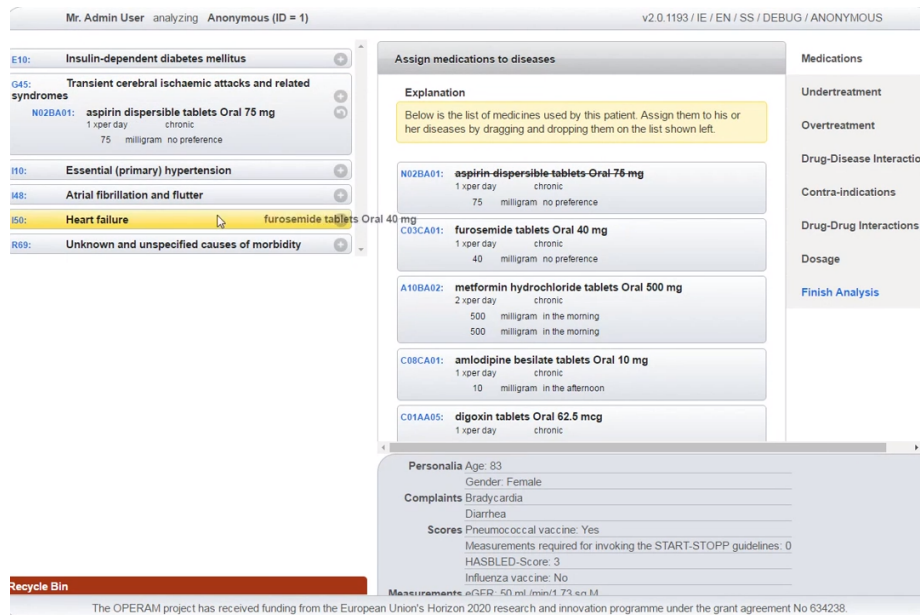 Mr. Admin User analyzing Anonymous (ID = 1)
v2.0.1193 / IE / EN / SS / DEBUG / ANONYMOUS
E10: Insulin-dependent diabetes mellitus
G45: Transient cerebral ischaemic attacks and related
syndromes
N02BA01: aspirin dispersible tablets Oral 75 mg
1 xper day chronic
75 milligram no preference
I10: Essential (primary) hypertension
I48: Atrial fibrillation and flutter
I50: Heart failure
furosemide tablets Oral 40 mg
R69: Unknown and unspecified causes of morbidity
Recycle Bin
Assign medications to diseases
Explanation
Below is the list of medicines used by this patient. Assign them to his or
her diseases by dragging and dropping them on the list shown left.
N02BA01: aspirin dispersible tablets Oral 75 mg
1 xper day chronic
75 milligram no preference
C03CA01: furosemide tablets Oral 40 mg
1 xper day chronic
40 milligram no preference
A10BA02: metformin hydrochloride tablets Oral 500 mg
2 xper day chronic
500 milligram in the morning
500 milligram in the morning
C08CA01: amlodipine besilate tablets Oral 10 mg
1 xper day chronic
10 milligram in the afternoon
C01AA05: digoxin tablets Oral 62.5 mcg
1 xper day chronic
Medications
Undertreatment
Overtreatment
Drug-Disease Interactio
Contra-indications
Drug-Drug Interactions
Dosage
Finish Analysis
Personalia Age: 83
Gender: Female
Complaints Bradycardia
Diarrhea
Scores Pneumococcal vaccine: Yes
Measurements required for invoking the START-STOPP guidelines: 0
HASBLED-Score: 3
Influenza vaccine: No
Measurements eGFR: 50 mL/min/1.73 sq M
The OPERAM project has received funding from the European Union's Horizon 2020 research and innovation programme under the grant agreement No 634238.